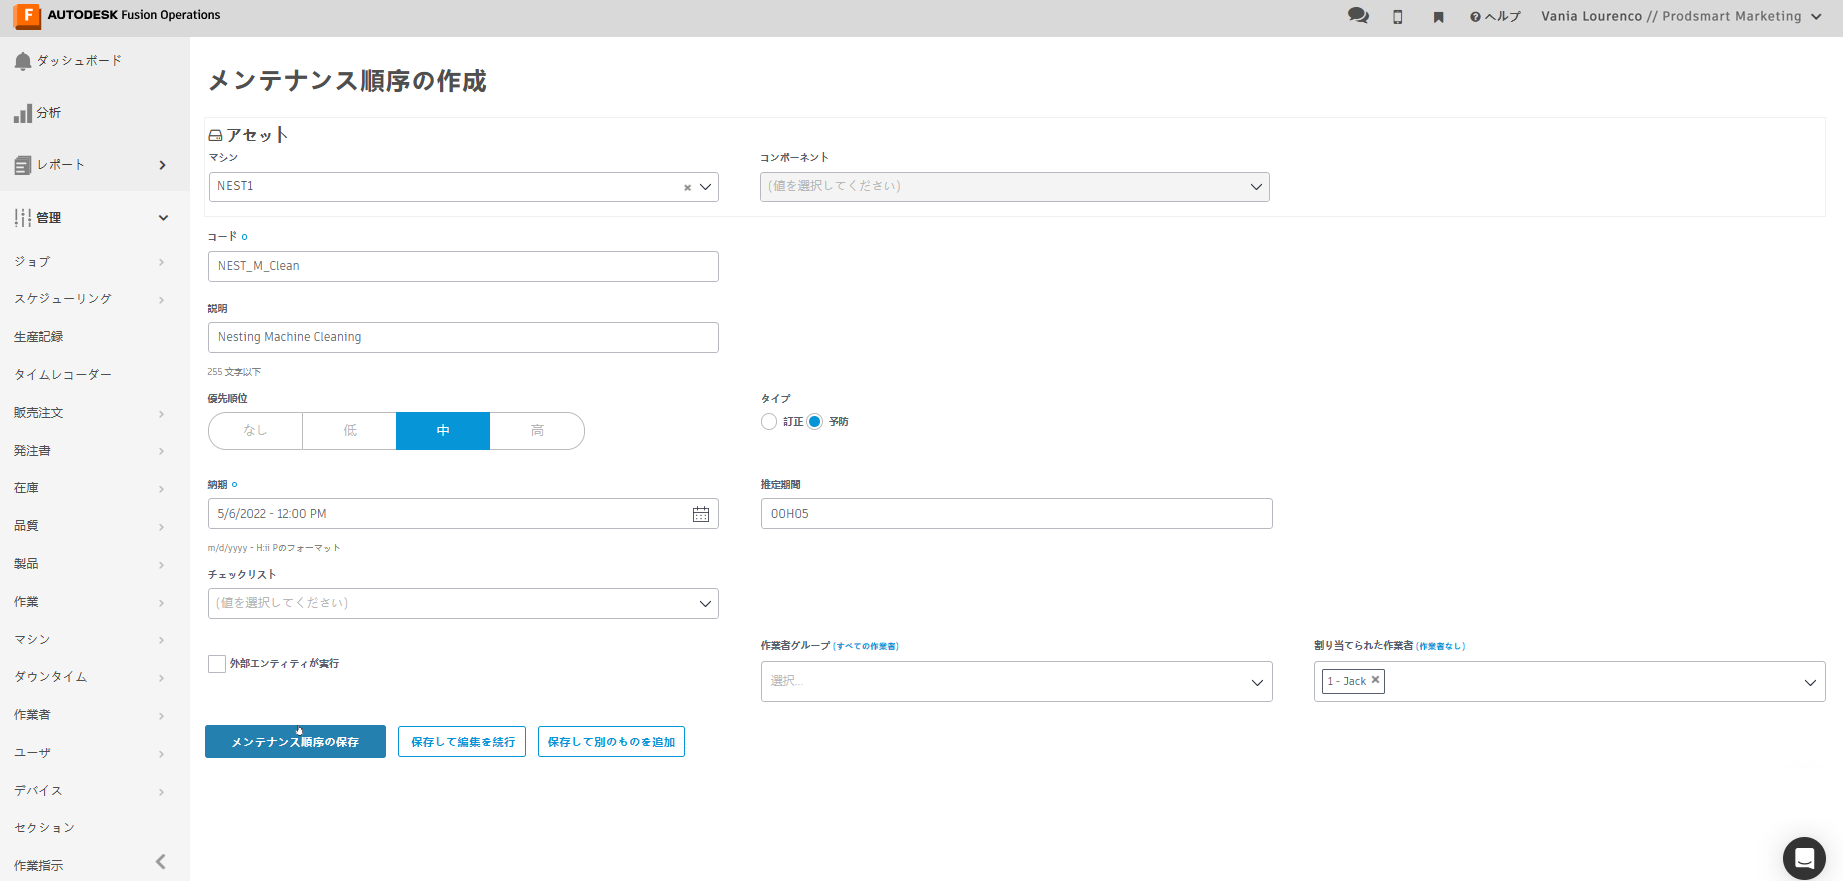 AUTODESK Fusion Operations
ヘルプ
Vania Lourenco // Prodsmart Marketing
ダッシュボード
分析
レポート
管理
ジョブ
スケジューリング
生産記録
タイムレコーダー
販売注文
発注書
在庫
品質
製品
作業
マシン
ダウンタイム
作業者
ユーザ
デバイス
セクション
作業指示
メンテナンス順序の作成
アセット
マシン
コンポーネント
NEST1
(値を選択してください)
コード
NEST_M_Clean
説明
Nesting Machine Cleaning
255 文字以下
優先順位
タイプ
なし 低 中 高
訂正 予防
納期
推定期間
5/6/2022 - 12:00 PM
00H05
m/d/yyyy - H:ii Pのフォーマット
チェックリスト
(値を選択してください)
外部エンティティが実行
作業者グループ (すべての作業者)
割り当てられた作業者 (作業者なし)
選択...
1 - Jack
メンテナンス順序の保存
保存して編集を続行
保存して別のものを追加